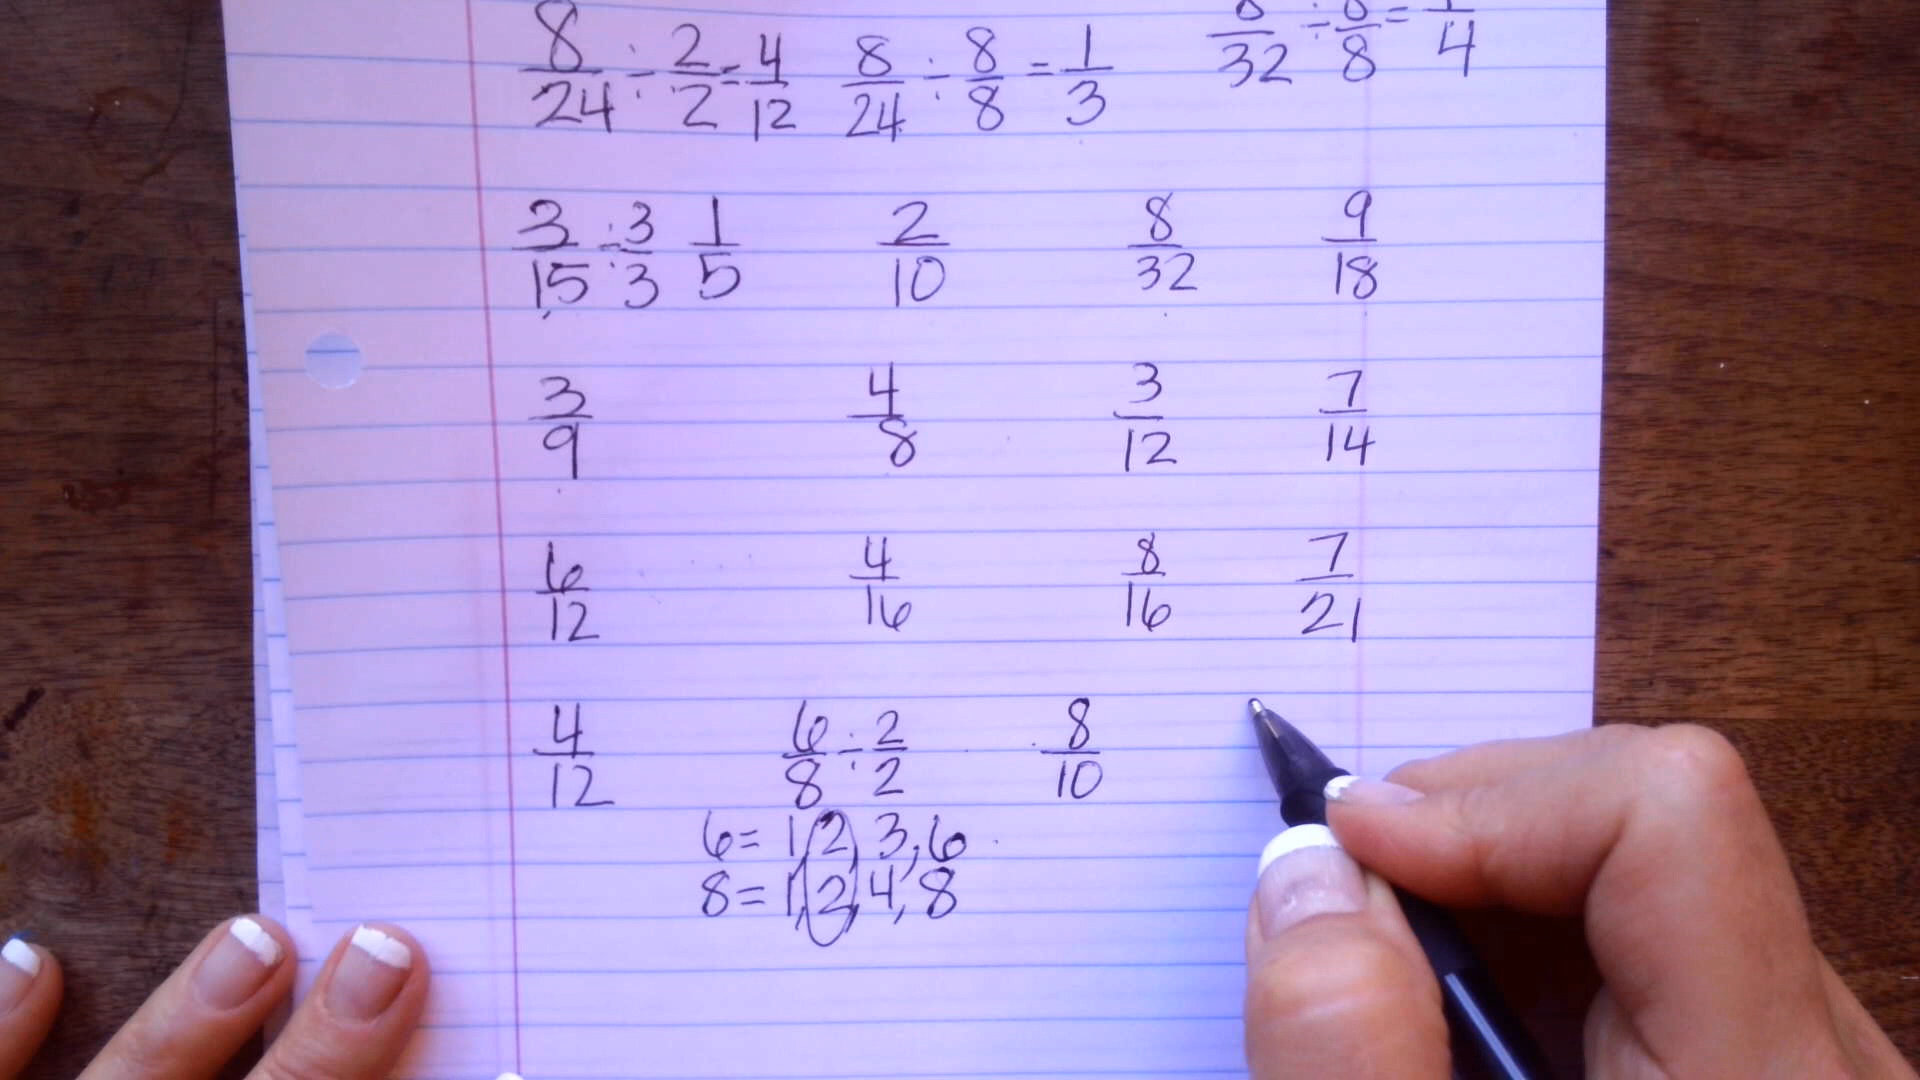 8/24 ÷ 2/2 = 4/12 8/24 ÷ 8/8 = 1/3 8/32 ÷ 8/8 = 1/4
3/15 ÷ 3/3 1/5 2/10 8/32 9/18
3/9 4/8 3/12 7/14
6/12 4/16 8/16 7/21
4/12 6/8 ÷ 2/2 8/10
6 = 1, 2, 3, 6
8 = 1, 2, 4, 8